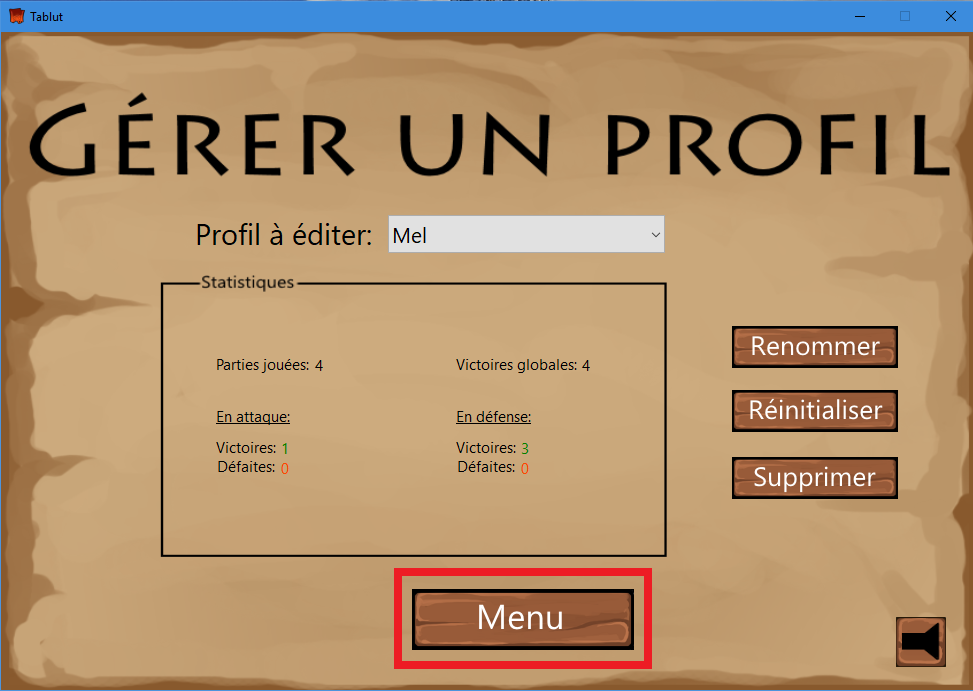 Tablut
GÉRER UN PROFIL
Profil à éditer: Mel
Statistiques
Parties jouées: 4 Victoires globales: 4
En attaque: En défense:
Victoires: 1 Victoires: 3
Défaites: 0 Défaites: 0
Renommer
Réinitialiser
Supprimer
Menu